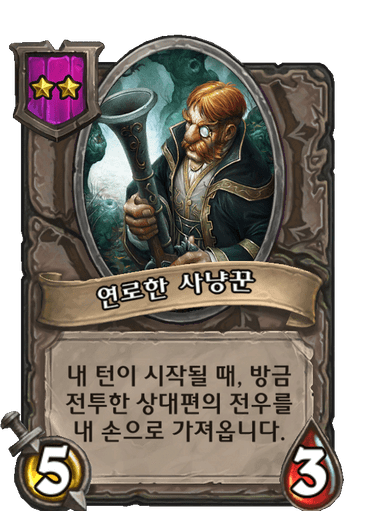 연로한 사냥꾼
내 턴이 시작될 때, 방금
전투한 상대편의 전우를
내 손으로 가져옵니다.
5
3